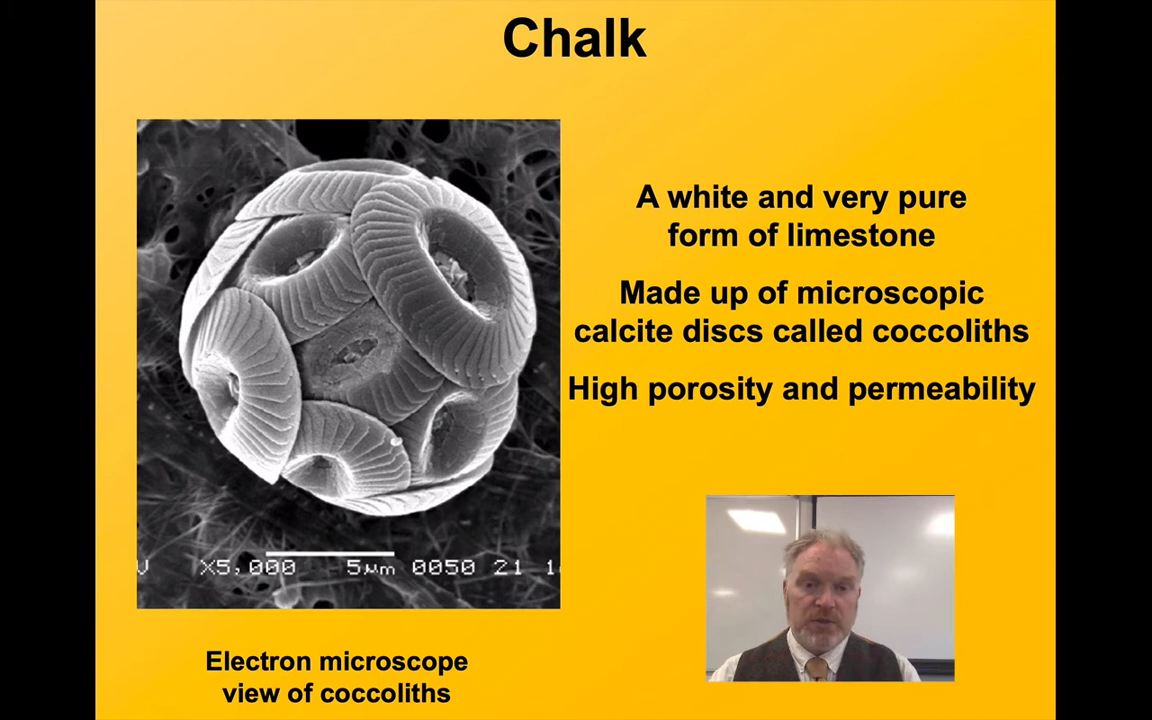 Chalk
A white and very pure
form of limestone
Made up of microscopic
calcite discs called coccoliths
High porosity and permeability
X5,000 5µm 0050 21
Electron microscope
view of coccoliths